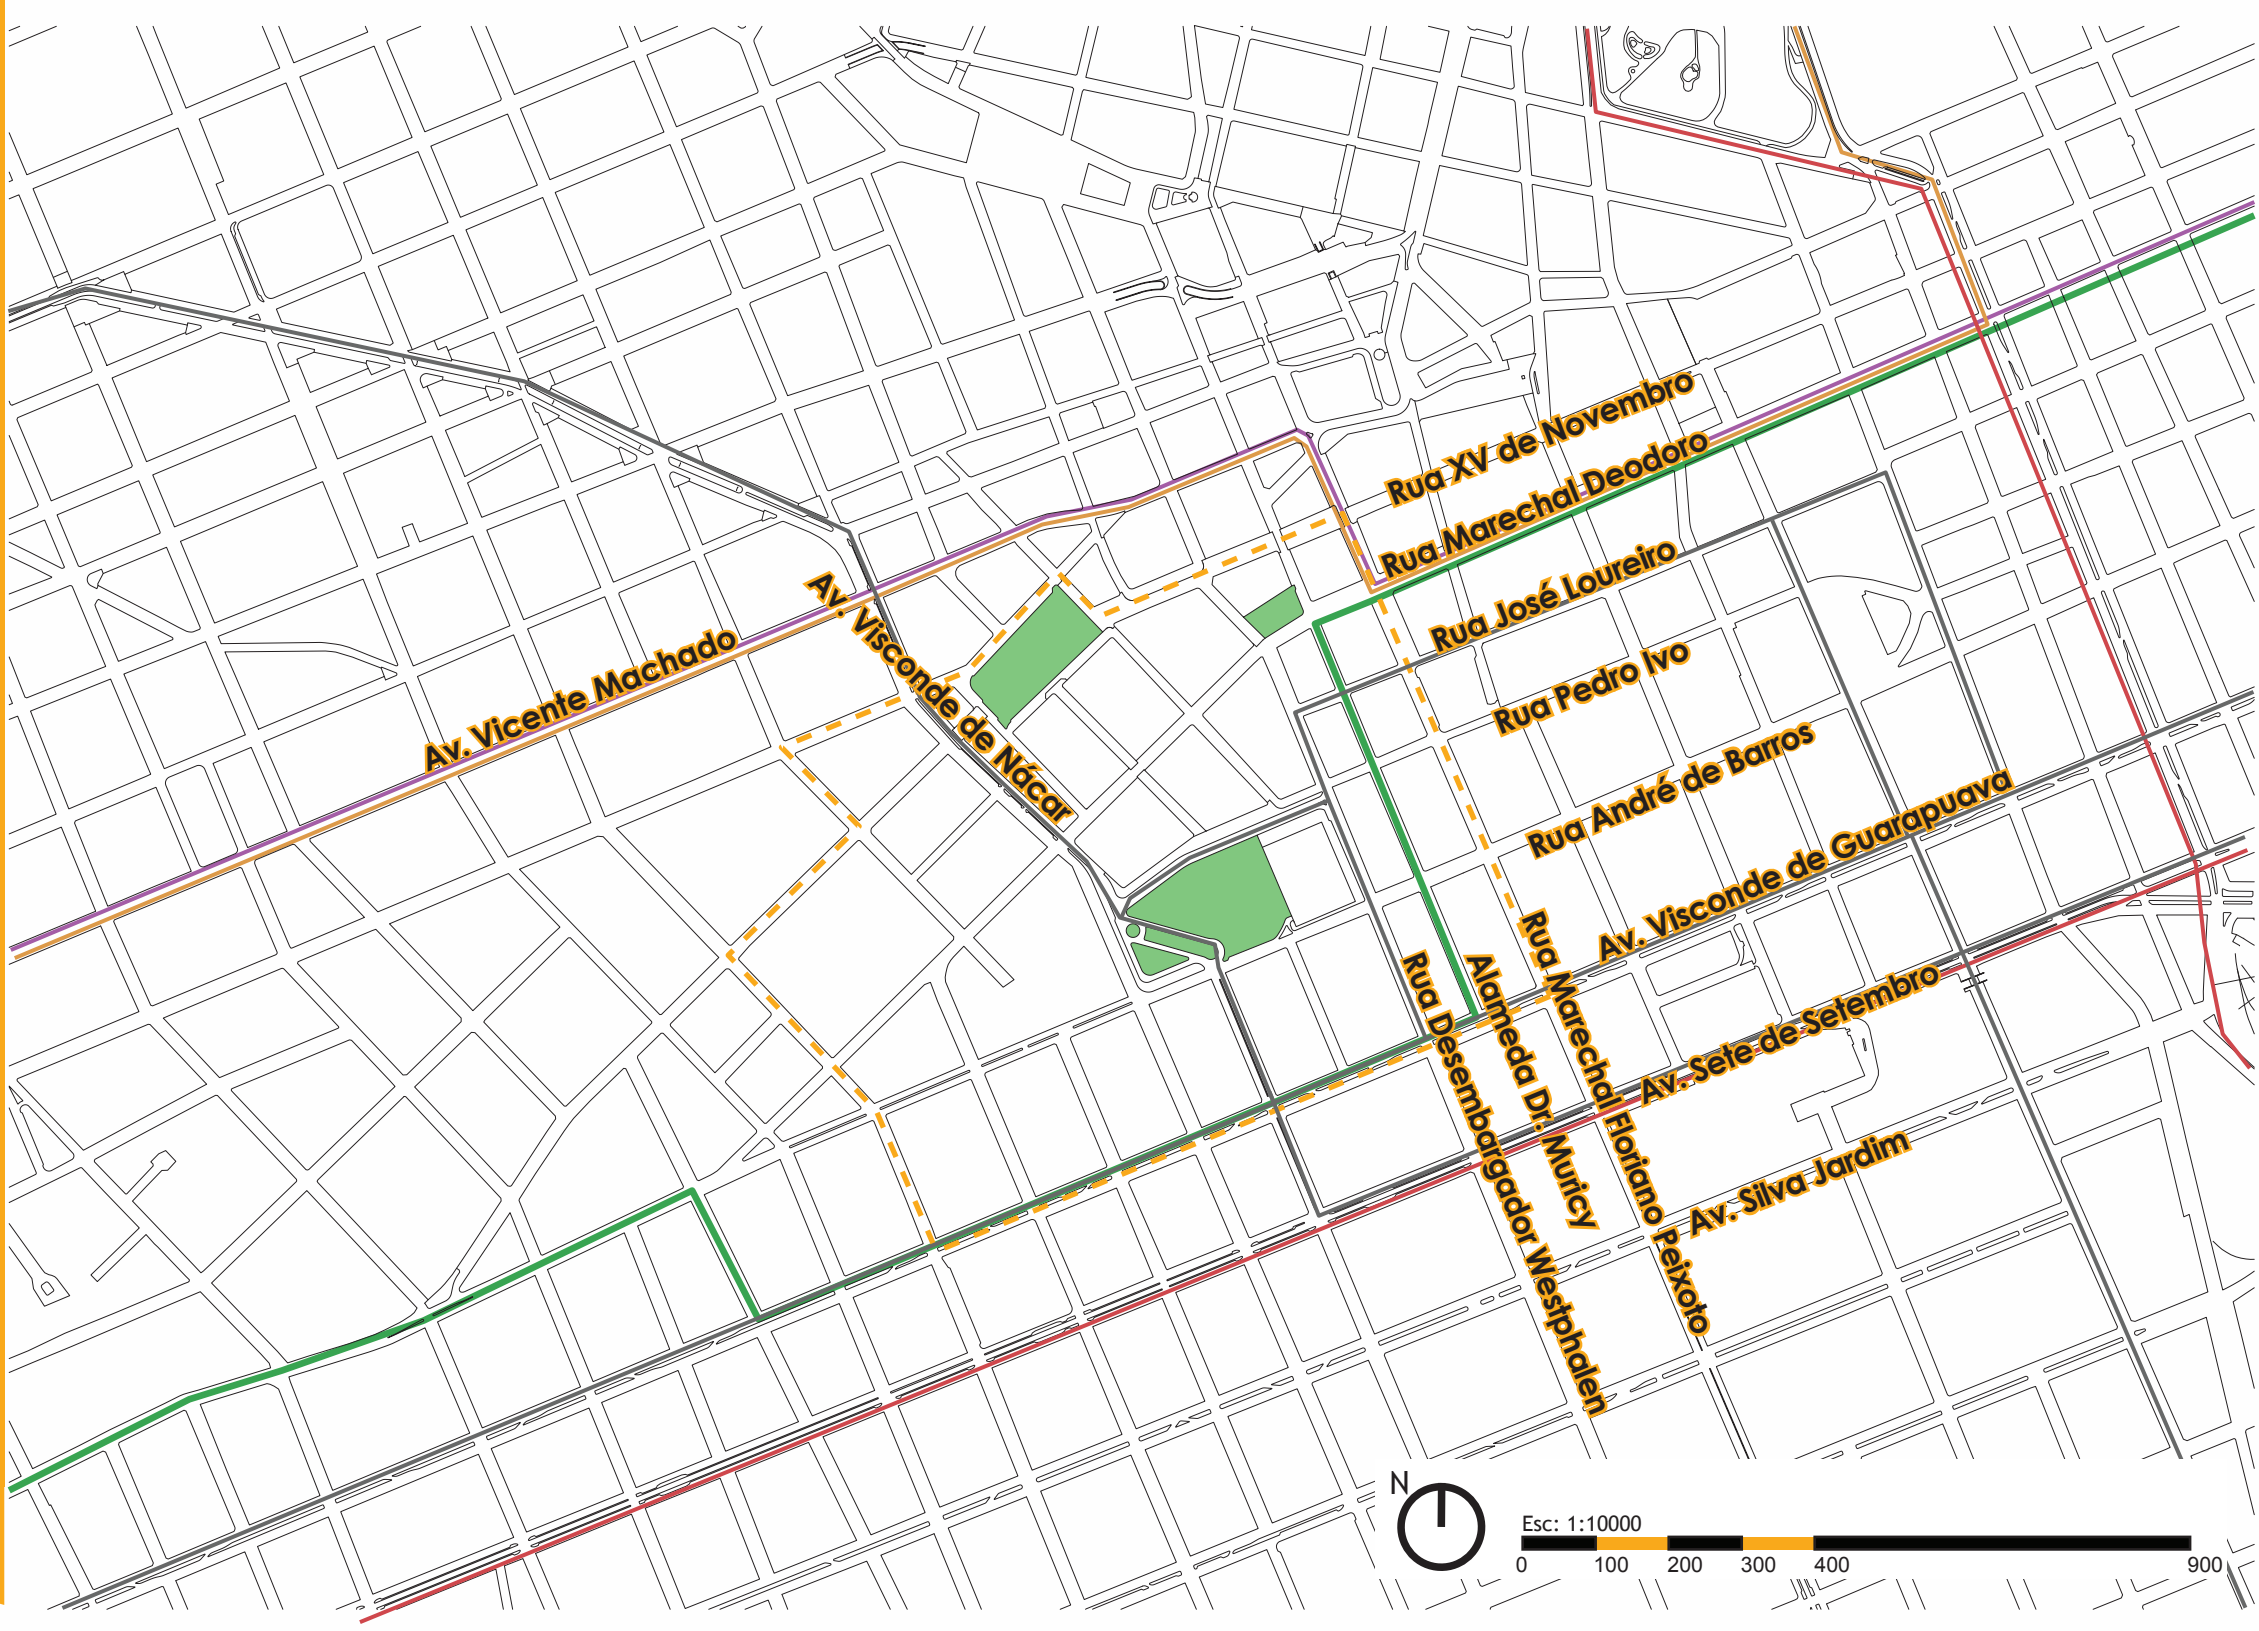 Rua XV de Novembro
Rua Marechal Deodoro
Rua José Loureiro
Av. Visconde de Nácar
Av. Vicente Machado
Rua Pedro Ivo
Rua André de Barros
Av. Visconde de Guarapuava
Rua Marechal Floriano Peixoto
Alameda Dr. Muricy
Rua Desembargador Westphalen
Av. Sete de Setembro
Av. Silva Jardim
N
Esc: 1:10000
0 100 200 300 400 900